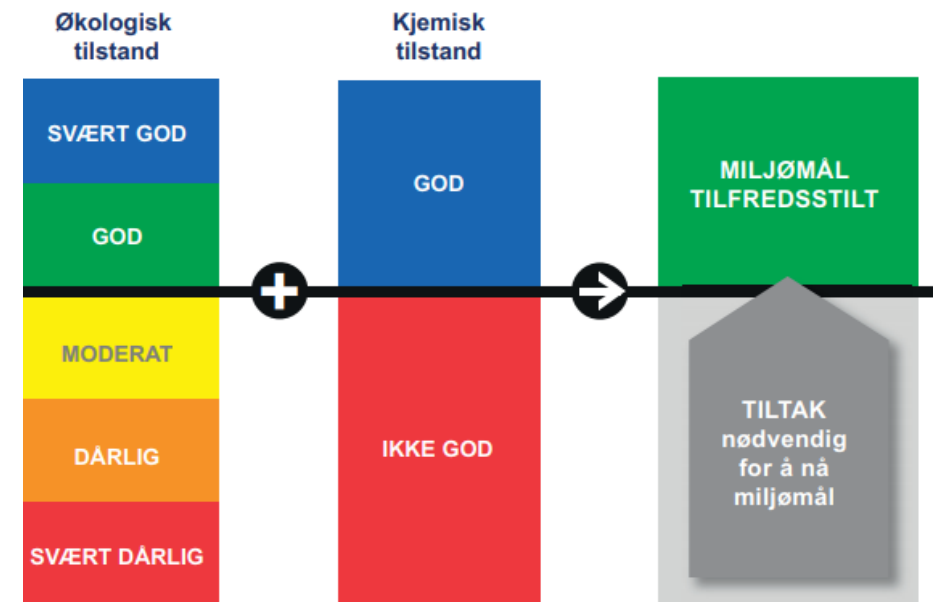 Økologisk
tilstand
Kjemisk
tilstand
SVÆRT GOD
GOD
MODERAT
DÅRLIG
SVÆRT DÅRLIG
GOD
IKKE GOD
MILJØMÅL
TILFREDSSTILT
TILTAK
nødvendig
for å nå
miljømål